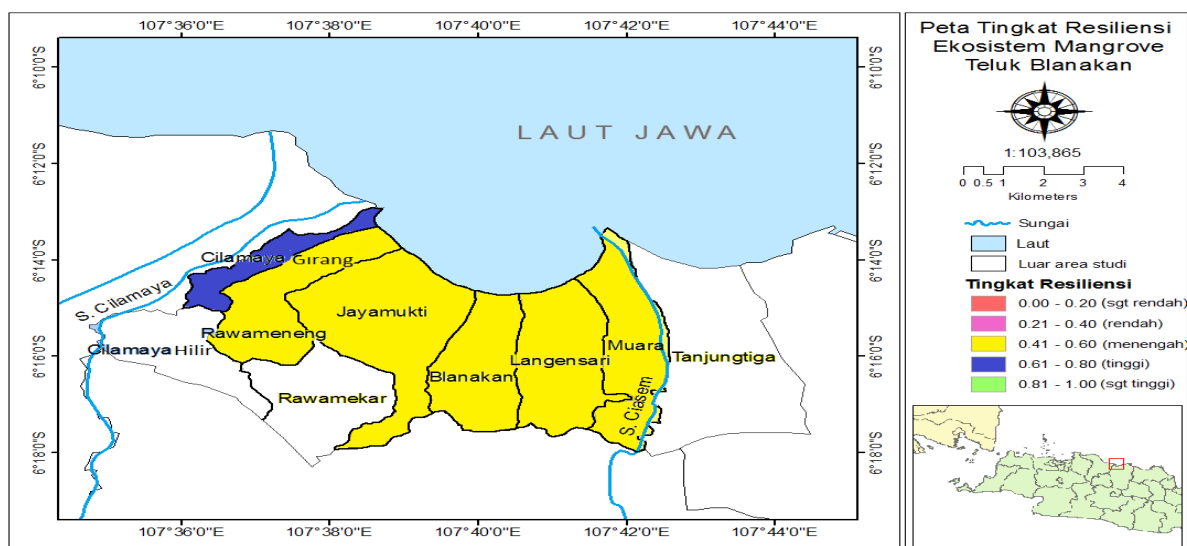 107°36'0"E
107°38'0"E
107°40'0"E
107°42'0"E
107°44'0"E
6°10'0"S
6°10'0"S
LAUT JAWA
6°12'0"S
6°12'0"S
Cilamaya Girang
6°14'0"S
6°14'0"S
S. Cilamaya
Jayamukti
Rawameneng
Cilamaya Hilir
Muara
Langensari
Tanjungtiga
6°16'0"S
6°16'0"S
Blanakan
Rawamekar
S. Ciasem
6°18'0"S
6°18'0"S
107°36'0"E
107°38'0"E
107°40'0"E
107°42'0"E
107°44'0"E
Peta Tingkat Resiliensi
Ekosistem Mangrove
Teluk Blanakan
1:103,865
0 0.5 1 2 3 4
Kilometers
Sungai
Laut
Luar area studi
Tingkat Resiliensi
0.00 - 0.20 (sgt rendah)
0.21 - 0.40 (rendah)
0.41 - 0.60 (menengah)
0.61 - 0.80 (tinggi)
0.81 - 1.00 (sgt tinggi)